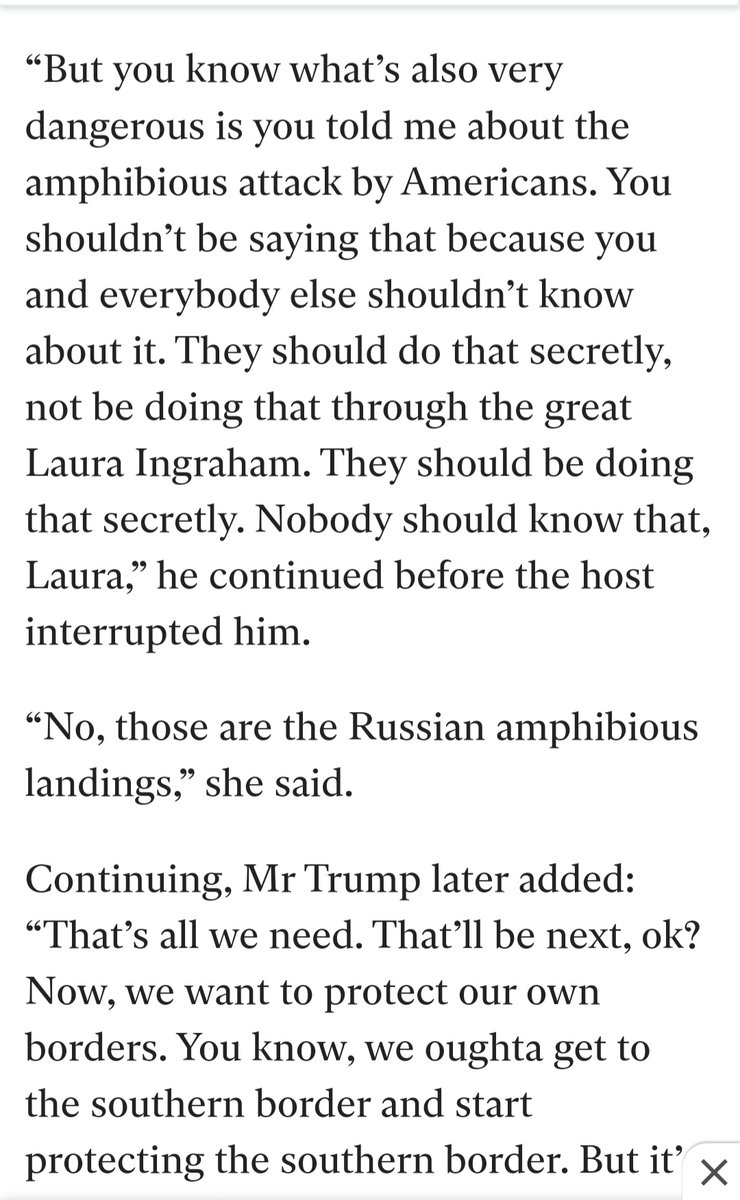 “But you know what’s also very
dangerous is you told me about the
amphibious attack by Americans. You
shouldn’t be saying that because you
and everybody else shouldn’t know
about it. They should do that secretly,
not be doing that through the great
Laura Ingraham. They should be doing
that secretly. Nobody should know that,
Laura,” he continued before the host
interrupted him.
“No, those are the Russian amphibious
landings,” she said.
Continuing, Mr Trump later added:
“That’s all we need. That’ll be next, ok?
Now, we want to protect our own
borders. You know, we oughta get to
the southern border and start
protecting the southern border. But it’